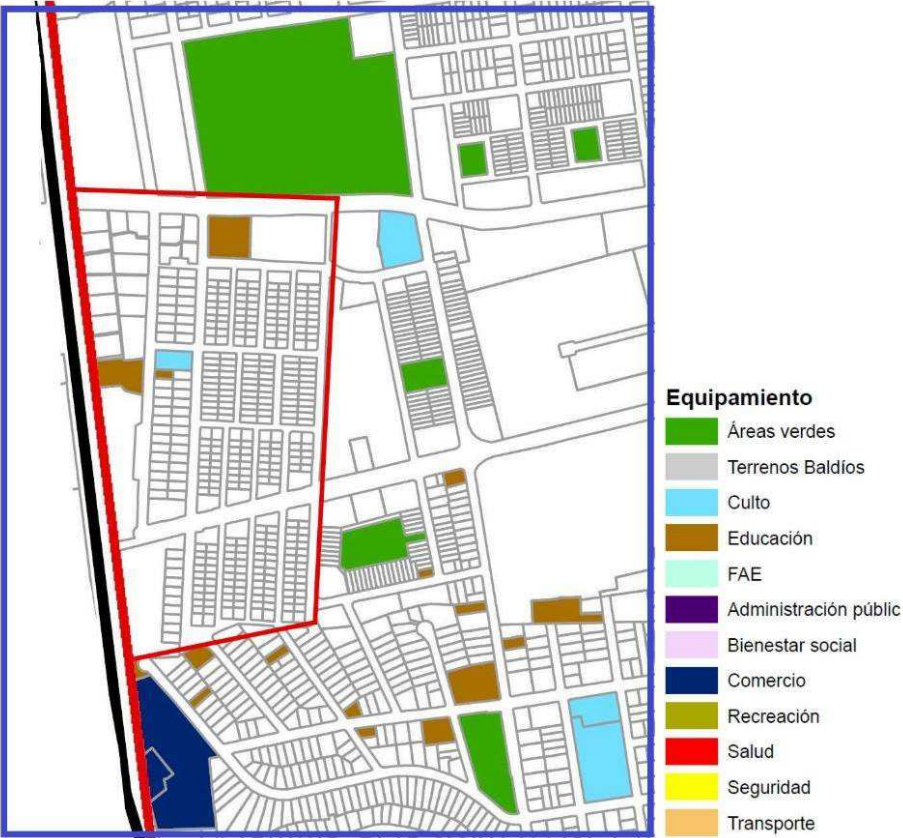 Equipamiento
Áreas verdes
Terrenos Baldíos
Culto
Educación
FAE
Administración públic
Bienestar social
Comercio
Recreación
Salud
Seguridad
Transporte